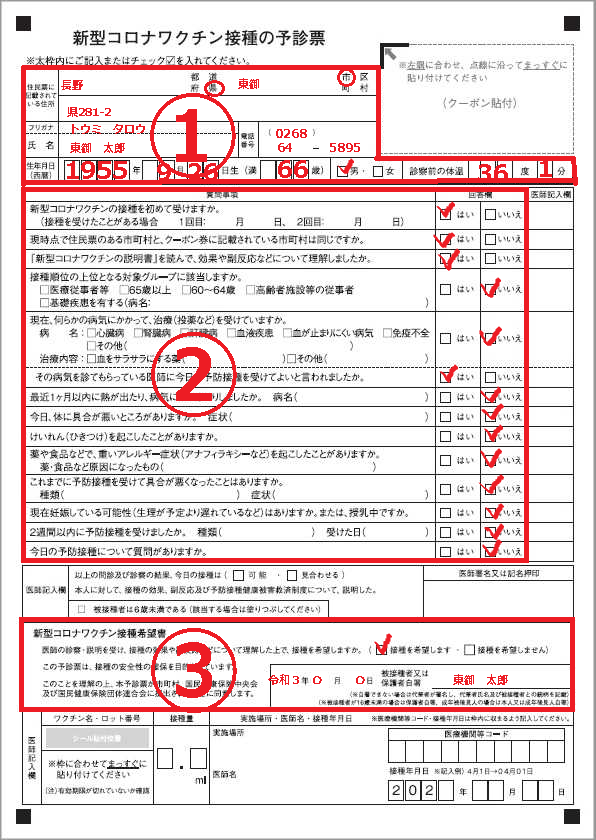 新型コロナワクチン接種の予診票
※太枠内にご記入またはチェック☑を入れてください。
※左隅に合わせ、点線に沿ってまっすぐに
貼り付けてください
(クーポン貼付)
住民票に
記載されて
いる住所
長野
都 道
府 県
東御
市 区
町 村
県281-2
フリガナ
トウミ タロウ
氏 名
東御 太郎
電話
番号
(0268)
64 － 5895
①
生年月日
(西暦)
1955 年 9 月 26 日生 (満 66 歳) ☑男・ □女
診察前の体温 36 度 1 分
質問事項 回答欄 医師記入欄
新型コロナワクチンの接種を初めて受けますか。
(接種を受けたことがある場合 1回目: 月 日、 2回目: 月 日)
☑はい □いいえ
現時点で住民票のある市町村と、クーポン券に記載されている市町村は同じですか。
☑はい □いいえ
「新型コロナワクチンの説明書」を読んで、効果や副反応などについて理解しましたか。
☑はい □いいえ
接種順位の上位となる対象グループに該当しますか。
□医療従事者等 □65歳以上 □60～64歳 □高齢者施設等の従事者
□基礎疾患を有する(病名: )
□はい ☑いいえ
現在、何らかの病気にかかって、治療(投薬など)を受けていますか。
病 名: □心臓病 □腎臓病 □肝臓病 □血液疾患 □血が止まりにくい病気 □免疫不全
□その他( )
治療内容: □血をサラサラにする薬( ) □その他( )
□はい ☑いいえ
②
その病気を診てもらっている医師に今日の予防接種を受けてよいと言われましたか。
☑はい □いいえ
最近1ヶ月以内に熱が出たり、病気にかかったりしましたか。 病名( )
□はい ☑いいえ
今日、体に具合が悪いところがありますか。 症状( )
□はい ☑いいえ
けいれん(ひきつけ)を起こしたことがありますか。
□はい ☑いいえ
薬や食品などで、重いアレルギー症状(アナフィラキシーなど)を起こしたことがありますか。
薬・食品など原因になったもの( )
□はい ☑いいえ
これまでに予防接種を受けて具合が悪くなったことはありますか。
種類( ) 症状( )
□はい ☑いいえ
現在妊娠している可能性(生理が予定より遅れているなど)はありますか。または、授乳中ですか。
□はい ☑いいえ
2週間以内に予防接種を受けましたか。 種類( ) 受けた日( )
□はい ☑いいえ
今日の予防接種について質問がありますか。
□はい ☑いいえ
医師記入欄
以上の問診及び診察の結果、今日の接種は( □ 可 能 ・ □ 見合わせる )
本人に対して、接種の効果、副反応及び予防接種健康被害救済制度について、説明した。
□ 被接種者は6歳未満である (該当する場合は塗りつぶしてください)
医師署名又は記名押印
新型コロナワクチン接種希望書
医師の診察・説明を受け、接種の効果や副反応などについて理解した上で、接種を希望しますか。 ( ☑ 接種を希望します ・ □ 接種を希望しません)
この予診票は、接種の安全性の確保を目的としています。
このことを理解の上、本予診票が市町村、国民健康保険中央会
及び国民健康保険団体連合会に提出されることに同意します。
③
令和3年 ○ 月 ○ 日
被接種者又は
保護者自署
東御 太郎
(※自署できない場合は代筆者が署名し、代筆者氏名及び被接種者との続柄を記載)
(※被接種者が16歳未満の場合は保護者自署、成年被後見人の場合は本人又は成年後見人自署)
医師記入欄
ワクチン名・ロット番号
シール貼付位置
※枠に合わせてまっすぐに
貼り付けてください
(注)有効期限が切れていないか確認
接種量
. ml
実施場所・医師名・接種年月日
※医療機関等コード・接種年月日は枠内に収まるよう記入してください。
実施場所
医師名
医療機関等コード
接種年月日 ※記入例) 4月1日→04月01日
202 年 月 日